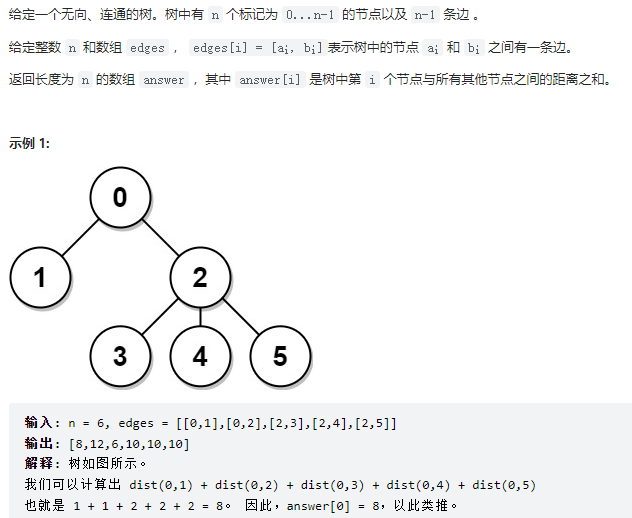 给定一个无向、连通的树。树中有 n 个标记为 0...n-1 的节点以及 n-1 条边 。
给定整数 n 和数组 edges ， edges[i] = [ai, bi]表示树中的节点 ai 和 bi 之间有一条边。
返回长度为 n 的数组 answer ，其中 answer[i] 是树中第 i 个节点与所有其他节点之间的距离之和。
示例 1:
0
1 2
3 4 5
输入: n = 6, edges = [[0,1],[0,2],[2,3],[2,4],[2,5]]
输出: [8,12,6,10,10,10]
解释: 树如图所示。
我们可以计算出 dist(0,1) + dist(0,2) + dist(0,3) + dist(0,4) + dist(0,5)
也就是 1 + 1 + 2 + 2 + 2 = 8。 因此，answer[0] = 8，以此类推。